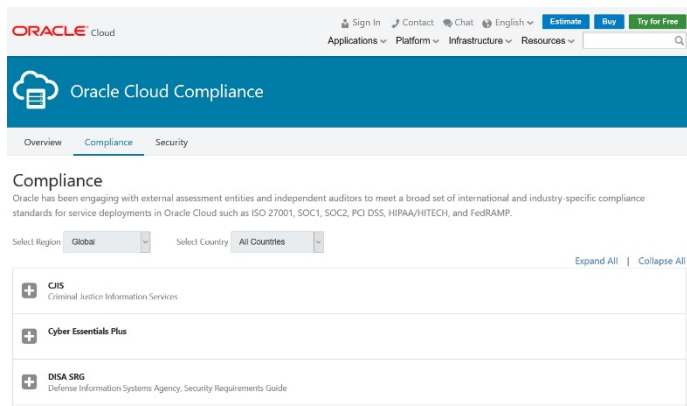 ORACLE Cloud
Sign In Contact Chat English Estimate Buy Try for Free
Applications Platform Infrastructure Resources
Oracle Cloud Compliance
Overview Compliance Security
Compliance
Oracle has been engaging with external assessment entities and independent auditors to meet a broad set of international and industry-specific compliance
standards for service deployments in Oracle Cloud such as ISO 27001, SOC1, SOC2, PCI DSS, HIPAA/HITECH, and FedRAMP.
Select Region Global Select Country All Countries
Expand All | Collapse All
CJIS
Criminal Justice Information Services
Cyber Essentials Plus
DISA SRG
Defense Information Systems Agency, Security Requirements Guide